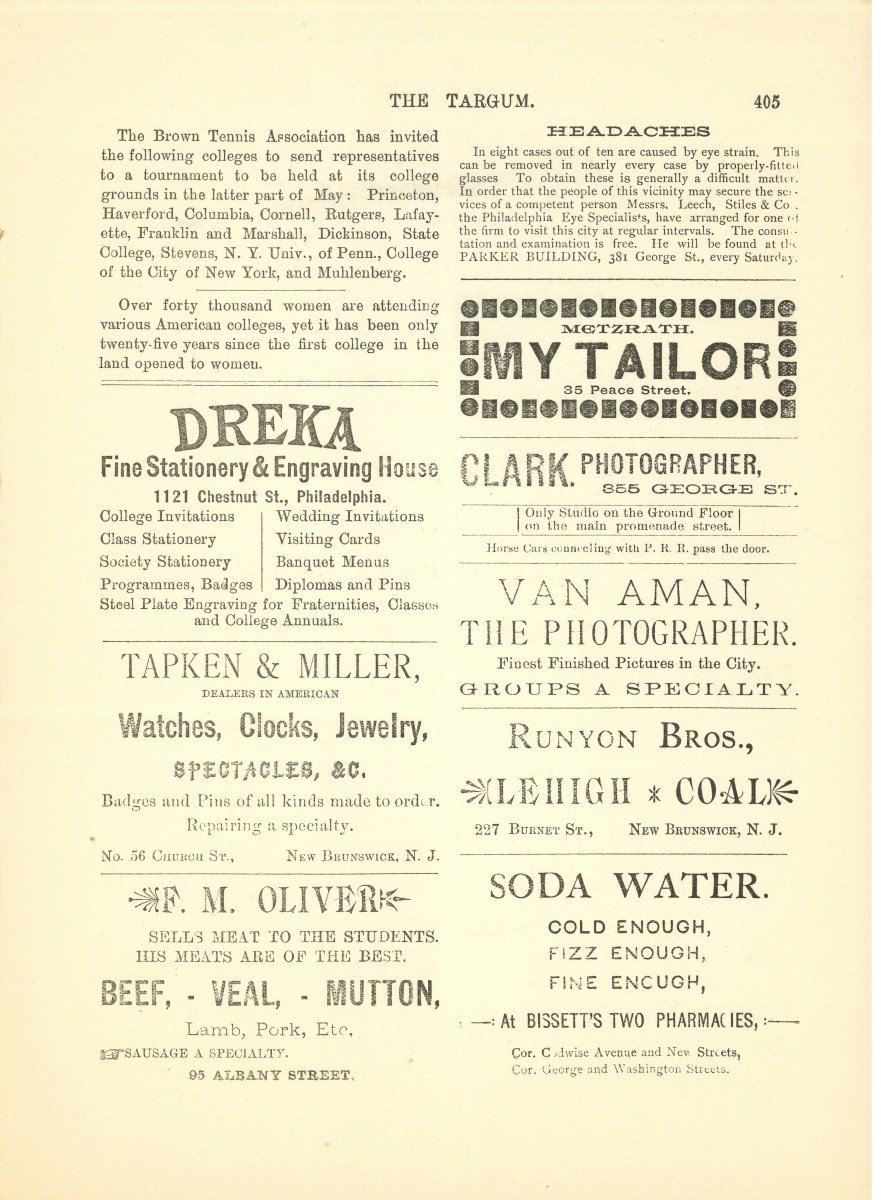 THE TARGUM.
405
The Brown Tennis Association has invited
the following colleges to send representatives
to a tournament to be held at its college
grounds in the latter part of May: Princeton,
Haverford, Columbia, Cornell, Rutgers, Lafay-
ette, Franklin and Marshall, Dickinson, State
College, Stevens, N. Y. Univ., of Penn., College
of the City of New York, and Muhlenberg.
Over forty thousand women are attending
various American colleges, yet it has been only
twenty-five years since the first college in the
land opened to women.
DREKA
Fine Stationery & Engraving House
1121 Chestnut St., Philadelphia.
College Invitations
Class Stationery
Society Stationery
Programmes, Badges
Wedding Invitations
Visiting Cards
Banquet Menus
Diplomas and Pins
Steel Plate Engraving for Fraternities, Classes
and College Annuals.
TAPKEN & MILLER,
DEALERS IN AMERICAN
Watches, Clocks, Jewelry,
SPECTACLES, &C.
Badges and Pins of all kinds made to order.
Repairing a specialty.
No. 56 CHURCH ST., NEW BRUNSWICK, N. J.
F. M. OLIVER
SELLS MEAT TO THE STUDENTS.
HIS MEATS ARE OF THE BEST.
BEEF, - VEAL, - MUTTON,
Lamb, Pork, Etc.
☞SAUSAGE A SPECIALTY.
95 ALBANY STREET.
HEADACHES
In eight cases out of ten are caused by eye strain. This
can be removed in nearly every case by properly-fitted
glasses To obtain these is generally a difficult matter.
In order that the people of this vicinity may secure the ser-
vices of a competent person Messrs. Leech, Stiles & Co.
the Philadelphia Eye Specialists, have arranged for one of
the firm to visit this city at regular intervals. The consu-
tation and examination is free. He will be found at the
PARKER BUILDING, 381 George St., every Saturday.
METZRATH.
MY TAILOR
35 Peace Street.
CLARK. PHOTOGRAPHER,
355 GEORGE ST.
Only Studio on the Ground Floor
on the main promenade street.
Horse Cars connecting with P. R. R. pass the door.
VAN AMAN,
THE PHOTOGRAPHER.
Finest Finished Pictures in the City.
GROUPS A SPECIALTY.
RUNYON BROS.,
LEHIGH * COAL
227 BURNET ST., NEW BRUNSWICK, N. J.
SODA WATER.
COLD ENOUGH,
FIZZ ENOUGH,
FINE ENCUGH,
—: At BISSETT'S TWO PHARMACIES, :—
Cor. Avenue and New Streets,
Cor. George and Washington Streets.